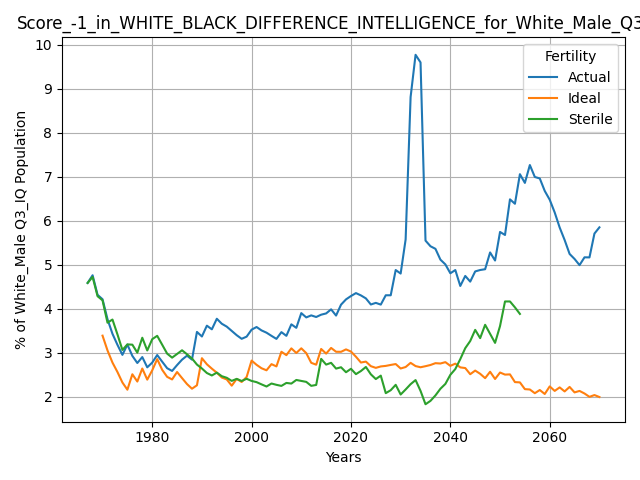 Score_-1_in_WHITE_BLACK_DIFFERENCE_INTELLIGENCE_for_White_Male_Q3
Fertility
Actual
Ideal
Sterile
% of White_Male Q3_IQ Population
10
9
8
7
6
5
4
3
2
1980 2000 2020 2040 2060
Years